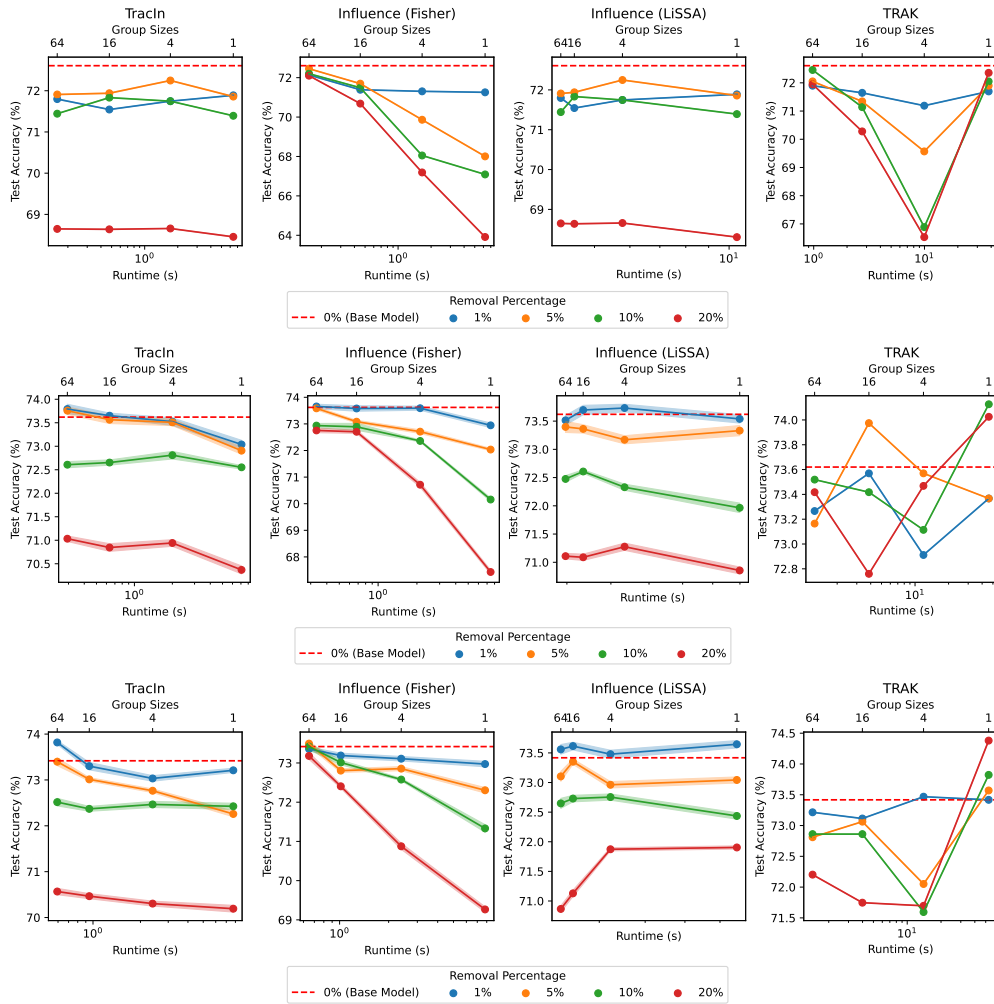 TracIn
Group Sizes
64 16 4 1
Test Accuracy (%)
72
71
70
69
10⁰
Runtime (s)
Influence (Fisher)
Group Sizes
64 16 4 1
Test Accuracy (%)
72
70
68
66
64
10⁰
Runtime (s)
Influence (LiSSA)
Group Sizes
6416 4 1
Test Accuracy (%)
72
71
70
69
10¹
Runtime (s)
TRAK
Group Sizes
64 16 4 1
Test Accuracy (%)
72
71
70
69
68
67
10⁰ 10¹
Runtime (s)
Removal Percentage
0% (Base Model) 1% 5% 10% 20%
TracIn
Group Sizes
64 16 4 1
Test Accuracy (%)
74.0
73.5
73.0
72.5
72.0
71.5
71.0
70.5
10⁰
Runtime (s)
Influence (Fisher)
Group Sizes
64 16 4 1
Test Accuracy (%)
74
73
72
71
70
69
68
10⁰
Runtime (s)
Influence (LiSSA)
Group Sizes
64 16 4 1
Test Accuracy (%)
73.5
73.0
72.5
72.0
71.5
71.0
Runtime (s)
TRAK
Group Sizes
64 16 4 1
Test Accuracy (%)
74.0
73.8
73.6
73.4
73.2
73.0
72.8
10¹
Runtime (s)
Removal Percentage
0% (Base Model) 1% 5% 10% 20%
TracIn
Group Sizes
64 16 4 1
Test Accuracy (%)
74
73
72
71
70
10⁰
Runtime (s)
Influence (Fisher)
Group Sizes
64 16 4 1
Test Accuracy (%)
73
72
71
70
69
10⁰
Runtime (s)
Influence (LiSSA)
Group Sizes
6416 4 1
Test Accuracy (%)
73.5
73.0
72.5
72.0
71.5
71.0
Runtime (s)
TRAK
Group Sizes
64 16 4 1
Test Accuracy (%)
74.5
74.0
73.5
73.0
72.5
72.0
71.5
10¹
Runtime (s)
Removal Percentage
0% (Base Model) 1% 5% 10% 20%